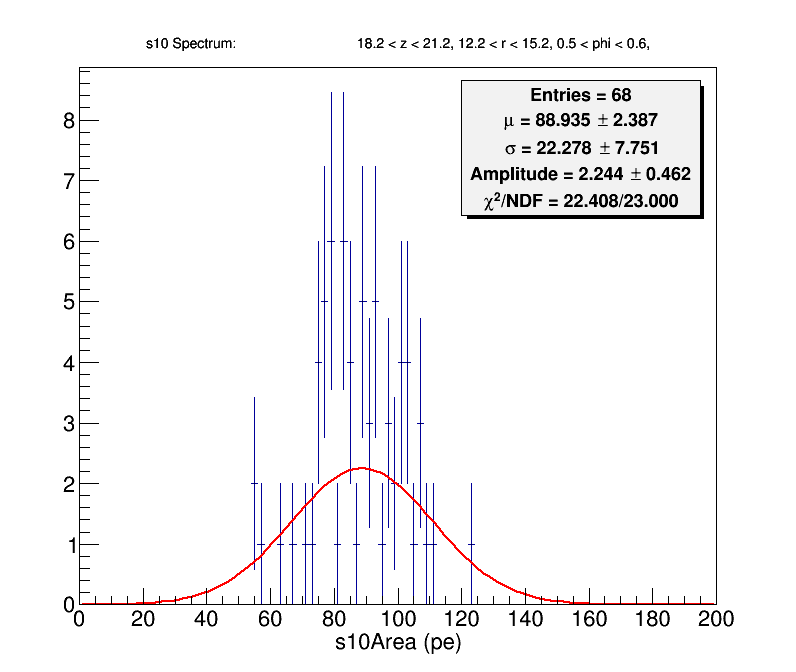 s10 Spectrum: 18.2 < z < 21.2, 12.2 < r < 15.2, 0.5 < phi < 0.6,
Entries = 68
μ = 88.935 ± 2.387
σ = 22.278 ± 7.751
Amplitude = 2.244 ± 0.462
χ²/NDF = 22.408/23.000
8
7
6
5
4
3
2
1
0
0 20 40 60 80 100 120 140 160 180 200
s10Area (pe)